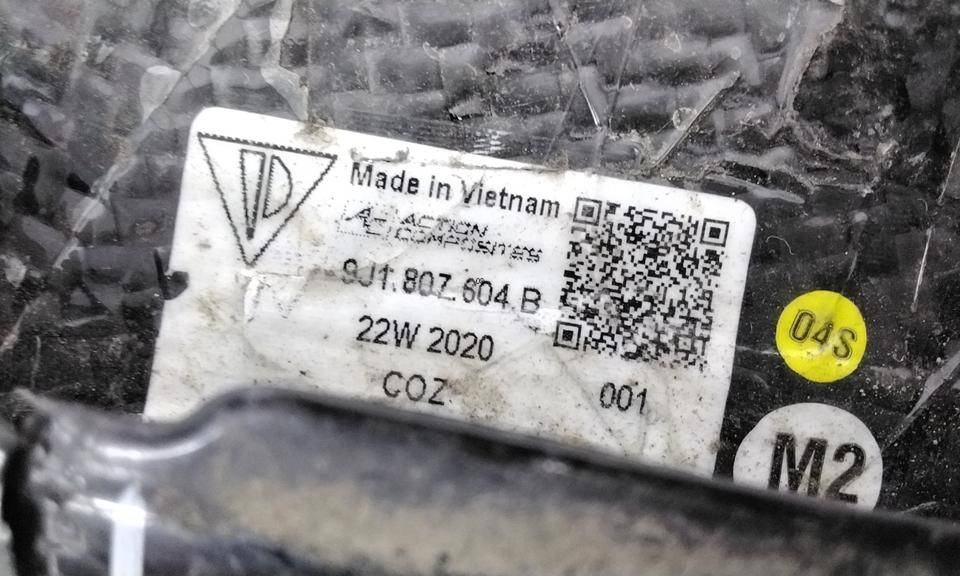 Made in Vietnam
ACTION
COMPOSITES
9J1.807.604.B
22W 2020
COZ 001
04S
M2